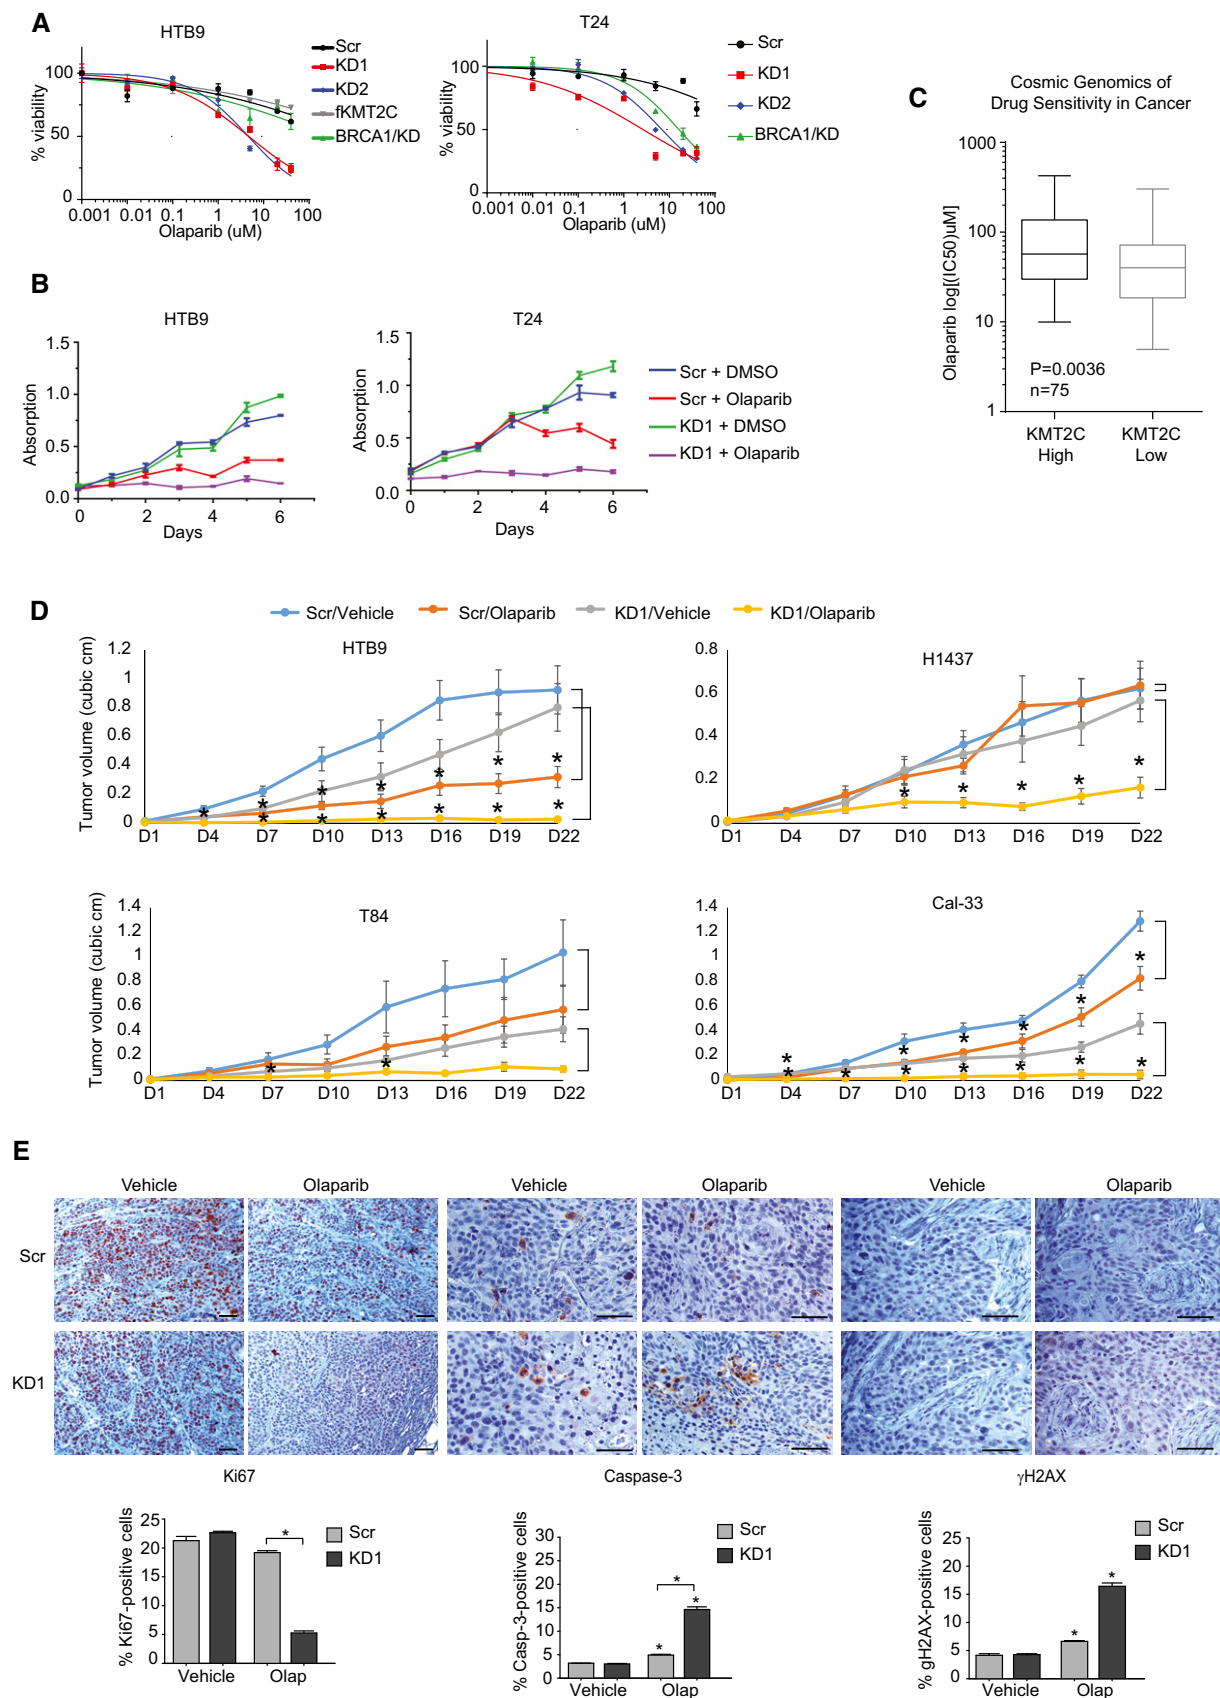 A
HTB9
Scr
KD1
KD2
fKMT2C
BRCA1/KD
% viability
100
50
0
0.001 0.01 0.1 1 10 100
Olaparib (uM)
T24
Scr
KD1
KD2
BRCA1/KD
% viability
100
50
0
0.001 0.01 0.1 1 10 100
Olaparib (uM)
C
Cosmic Genomics of
Drug Sensitivity in Cancer
Olaparib log[(IC50)uM]
1000
100
10
1
P=0.0036
n=75
KMT2C
High
KMT2C
Low
B
HTB9
Absorption
1.5
1.0
0.5
0.0
0 2 4 6
Days
T24
Absorption
1.5
1.0
0.5
0.0
0 2 4 6
Days
Scr + DMSO
Scr + Olaparib
KD1 + DMSO
KD1 + Olaparib
D
Scr/Vehicle Scr/Olaparib KD1/Vehicle KD1/Olaparib
HTB9
Tumor volume (cubic cm)
1.2
1
0.8
0.6
0.4
0.2
0
D1 D4 D7 D10 D13 D16 D19 D22
* * * * * * *
* * * * * *
H1437
0.8
0.6
0.4
0.2
0
D1 D4 D7 D10 D13 D16 D19 D22
* * * * *
T84
Tumor volume (cubic cm)
1.4
1.2
1
0.8
0.6
0.4
0.2
0
D1 D4 D7 D10 D13 D16 D19 D22
* *
Cal-33
1.4
1.2
1
0.8
0.6
0.4
0.2
0
D1 D4 D7 D10 D13 D16 D19 D22
* * * * * *
* * * * * * *
E
Vehicle Olaparib Vehicle Olaparib Vehicle Olaparib
Scr
KD1
Ki67 Caspase-3 γH2AX
% Ki67-positive cells
25
20
15
10
5
0
*
Scr
KD1
Vehicle Olap
% Casp-3-positive cells
30
25
20
15
10
5
0
*
* *
Scr
KD1
Vehicle Olap
% gH2AX-positive cells
25
20
15
10
5
0
* *
Scr
KD1
Vehicle Olap